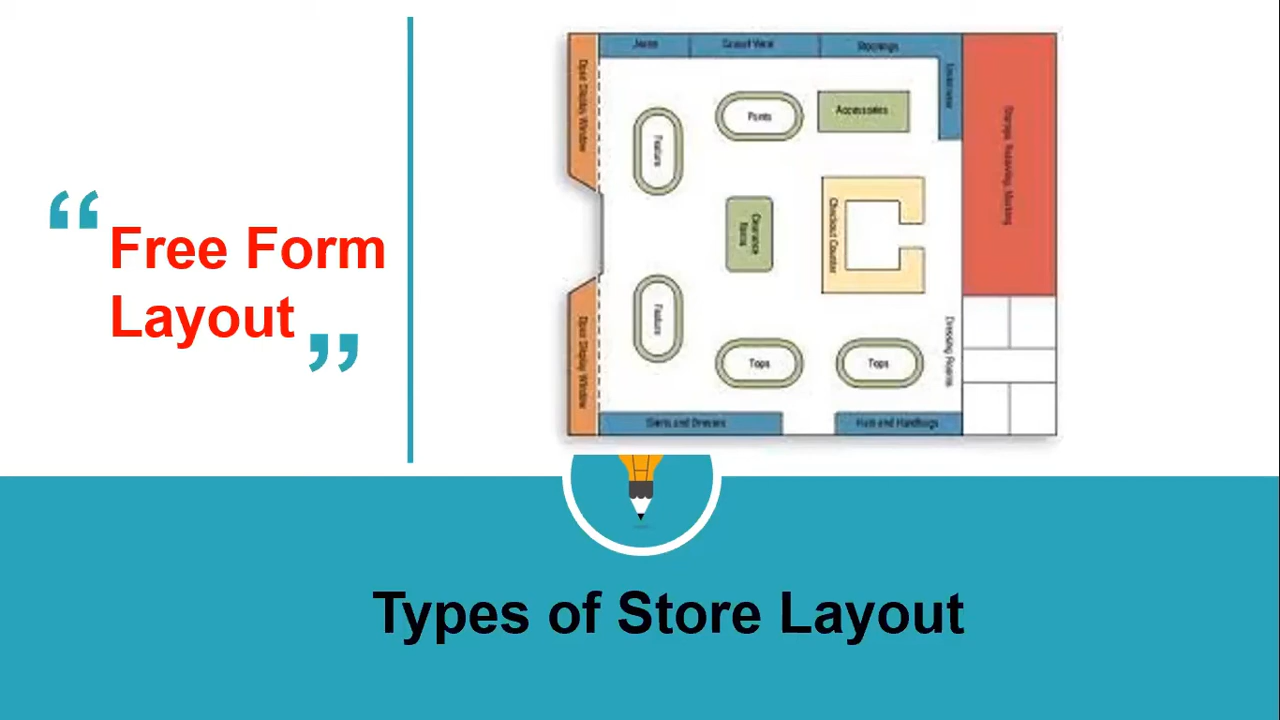 “
Free Form
Layout
”
Jeans
Casual Wear
Stockings
Open Display Window
Feature
Pants
Accessories
Storage, Receiving, Marking
Clearance
Items
Checkout Counter
Feature
Open Display Window
Tops
Tops
Dressing Rooms
Skirts and Dresses
Hats and Handbags
Types of Store Layout